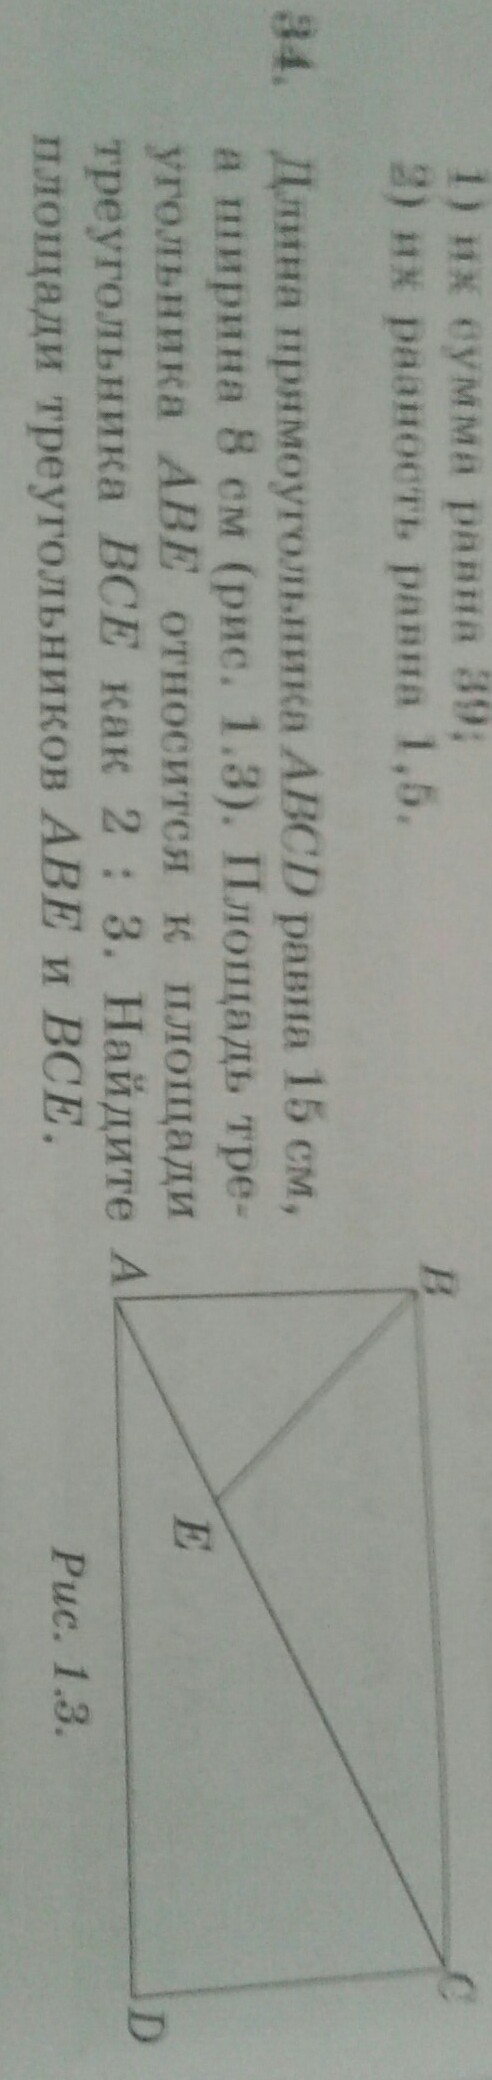 1) их сумма равна 39;
2) их разность равна 1,5.
34. Длина прямоугольника ABCD равна 15 см,
а ширина 8 см (рис. 1.3). Площадь тре-
угольника ABE относится к площади
треугольника BCE как 2 : 3. Найдите
площади треугольников ABE и BCE.
B
C
A
E
D
Рис. 1.3.